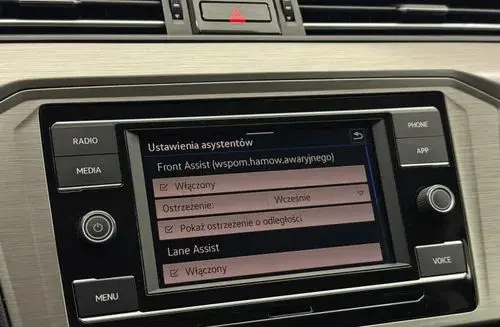 RADIO
MEDIA
MENU
PHONE
APP
VOICE
Ustawienia asystentów
Front Assist (wspom.hamow.awaryjnego)
Włączony
Ostrzeżenie: Wcześnie
Pokaż ostrzeżenie o odległości
Lane Assist
Włączony